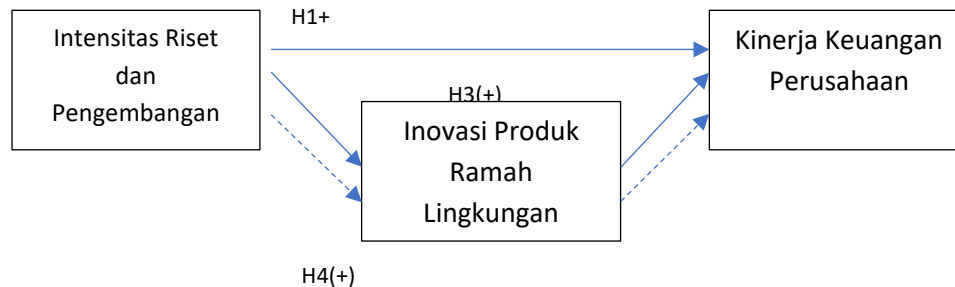 H1+
Intensitas Riset
dan
Pengembangan
Kinerja Keuangan
Perusahaan
H3(+)
Inovasi Produk
Ramah
Lingkungan
H4(+)